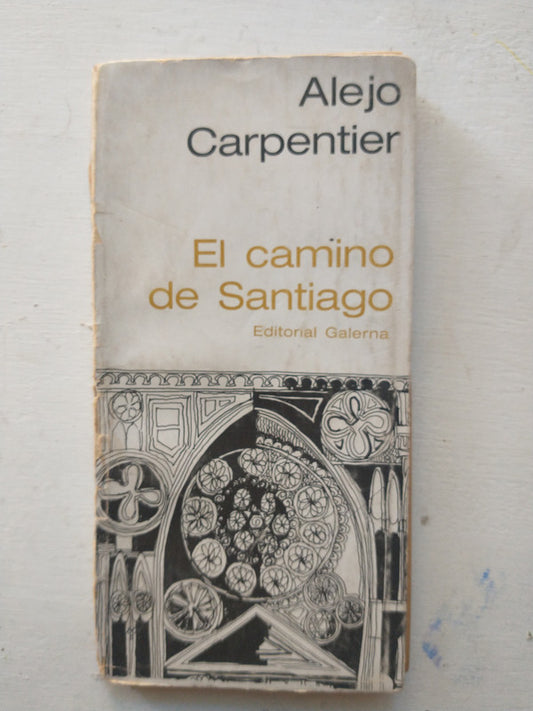 Alejo
Carpentier
El camino
de Santiago
Editorial Galerna